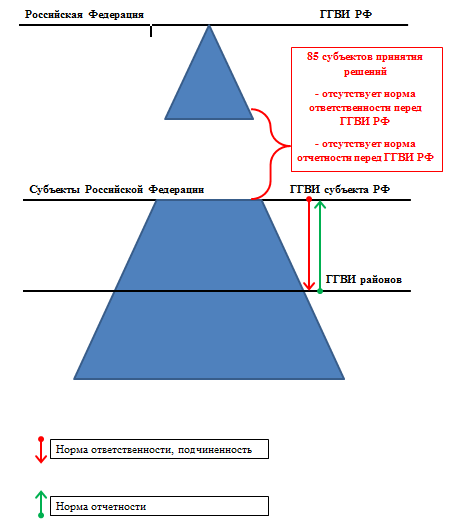 Российская Федерация
ГГВИ РФ
85 субъектов принятия
решений
- отсутствует норма
ответственности перед
ГГВИ РФ
- отсутствует норма
отчетности перед ГГВИ РФ
Субъекты Российской Федерации
ГГВИ субъекта РФ
ГГВИ районов
Норма ответственности, подчиненность
Норма отчетности